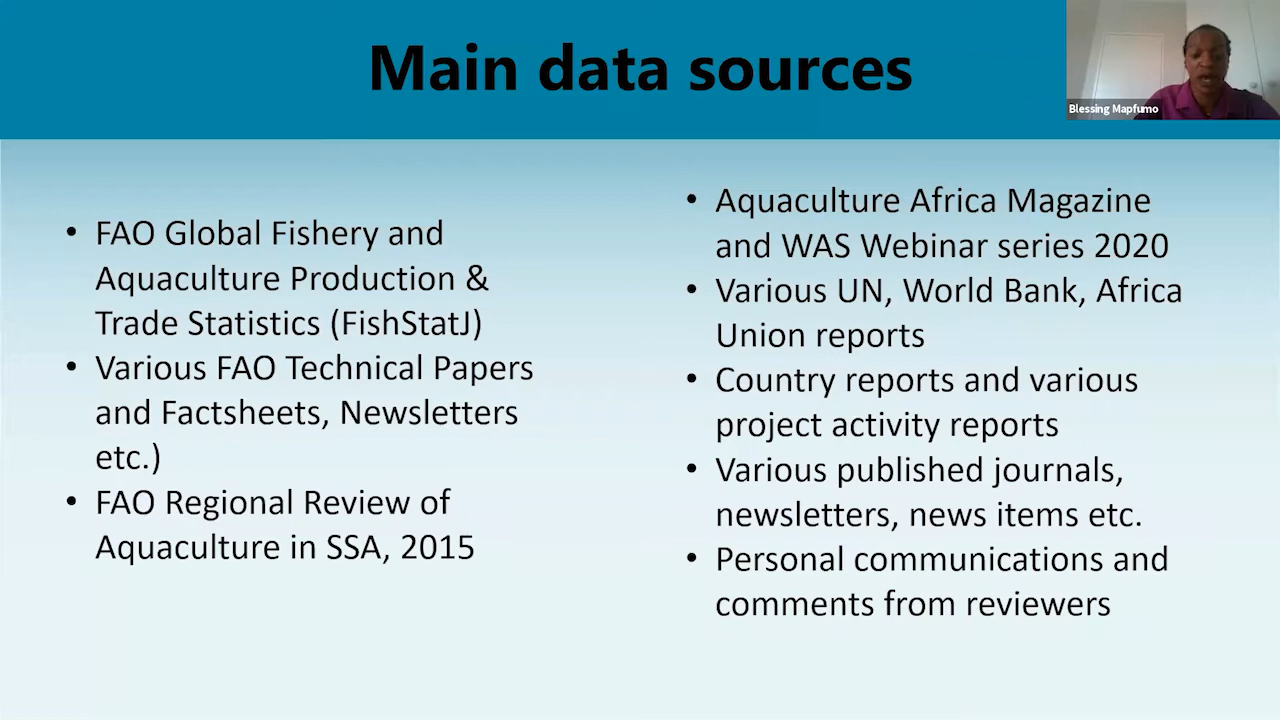 Main data sources
Blessing Mapfumo
• FAO Global Fishery and
Aquaculture Production &
Trade Statistics (FishStatJ)
• Various FAO Technical Papers
and Factsheets, Newsletters
etc.)
• FAO Regional Review of
Aquaculture in SSA, 2015
• Aquaculture Africa Magazine
and WAS Webinar series 2020
• Various UN, World Bank, Africa
Union reports
• Country reports and various
project activity reports
• Various published journals,
newsletters, news items etc.
• Personal communications and
comments from reviewers